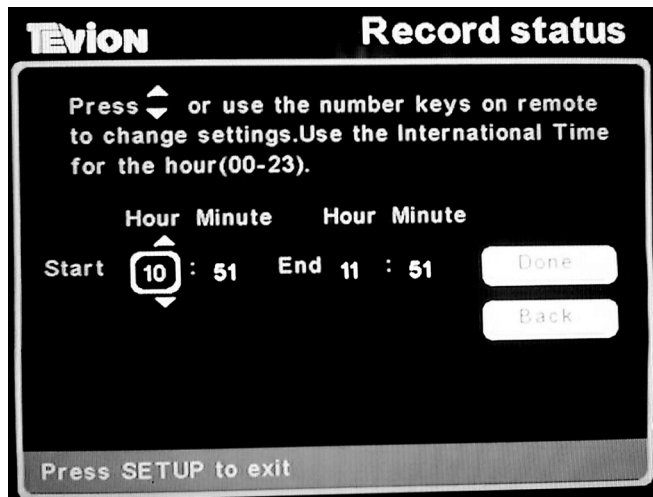 TEVION
Record status
Press or use the number keys on remote
to change settings.Use the International Time
for the hour(00-23).
Hour Minute Hour Minute
Start 10 : 51 End 11 : 51 Done
Back
Press SETUP to exit